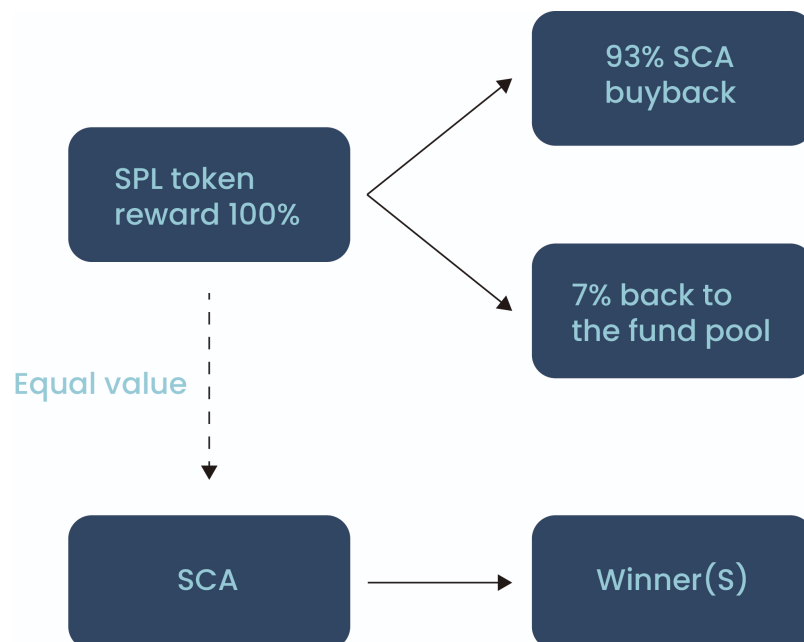 93% SCA
buyback
SPL token
reward 100%
7% back to
the fund pool
Equal value
SCA
Winner(S)